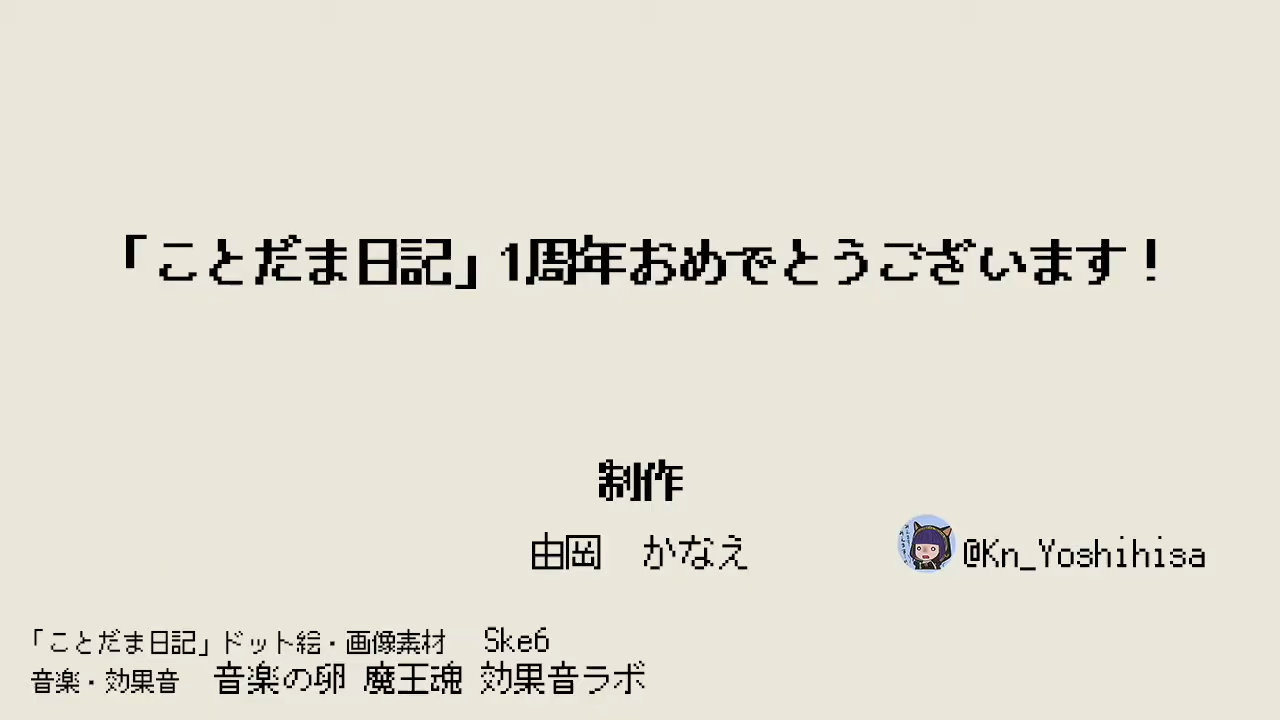 「ことだま日記」1周年おめでとうございます！
制作
由岡　かなえ　@Kn_Yoshihisa
「ことだま日記」ドット絵・画像素材　Ske6
音楽・効果音　音楽の卵 魔王魂 効果音ラボ